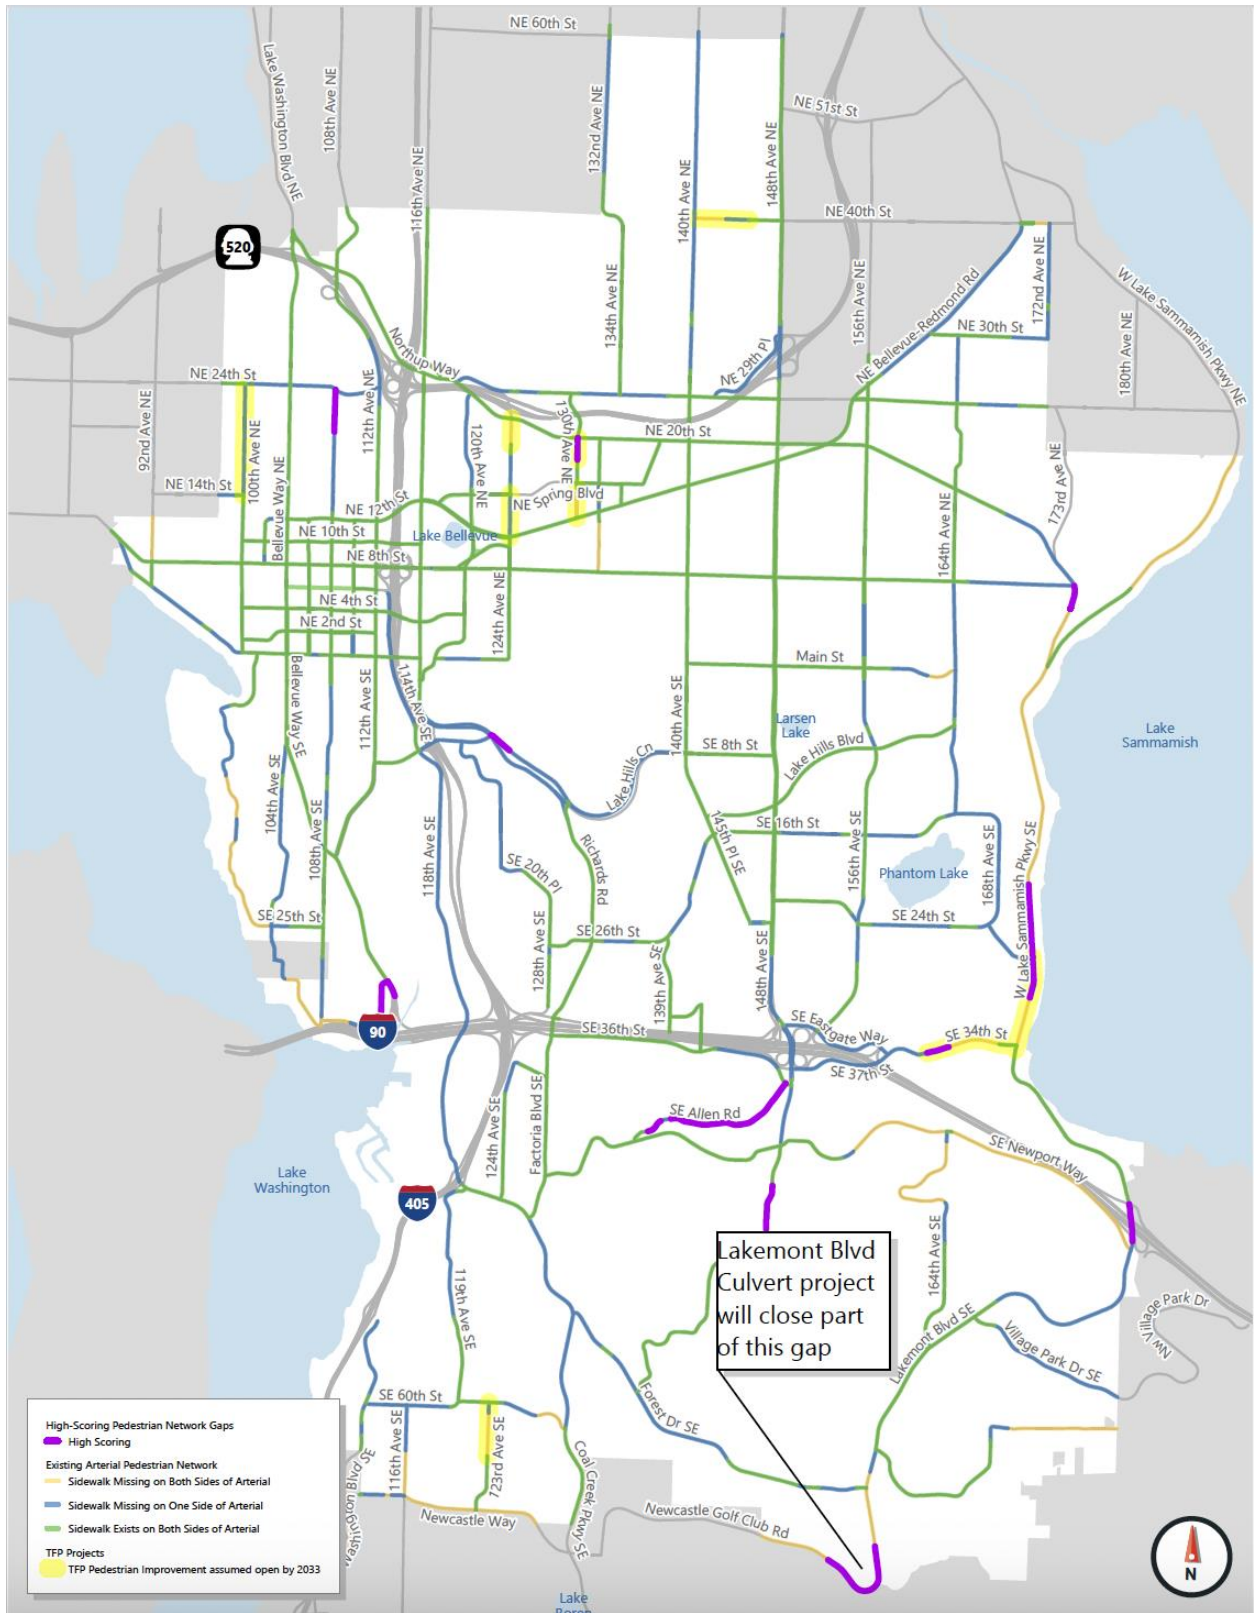 NE 60th St
Lake Washington Blvd NE
108th Ave NE
116th Ave NE
132nd Ave NE
140th Ave NE
148th Ave NE
NE 51st St
NE 40th St
520
134th Ave NE
156th Ave NE
NE Bellevue-Redmond Rd
172nd Ave NE
W Lake Sammamish Pkwy NE
NE 30th St
180th Ave NE
Northup Way
NE 29th Pl
NE 24th St
92nd Ave NE
100th Ave NE
112th Ave NE
120th Ave NE
130th Ave NE
NE 20th St
NE 14th St
Bellevue Way NE
NE 12th St
NE Spring Blvd
173rd Ave NE
NE 10th St
Lake Bellevue
164th Ave NE
NE 8th St
NE 4th St
124th Ave NE
NE 2nd St
Main St
Bellevue Way SE
112th Ave SE
114th Ave SE
140th Ave SE
Larsen
Lake
Lake
Sammamish
SE 8th St
Lake Hills Blvd
Lake Hills Cn
104th Ave SE
108th Ave SE
118th Ave SE
145th Pl SE
SE 16th St
Richards Rd
SE 20th Pl
156th Ave SE
Phantom Lake
168th Ave SE
W Lake Sammamish Pkwy SE
SE 25th St
SE 24th St
SE 26th St
128th Ave SE
139th Ave SE
148th Ave SE
90
SE 36th St
SE Eastgate Way
SE 34th St
SE 37th St
124th Ave SE
Factoria Blvd SE
SE Allen Rd
SE Newport Way
Lake
Washington
405
Lakemont Blvd
Culvert project
will close part
of this gap
164th Ave SE
119th Ave SE
Lakemont Blvd SE
Village Park Dr SE
NW Village Park Dr
SE 60th St
116th Ave SE
723rd Ave SE
Forest Dr SE
Coal Creek Pkwy SE
Newcastle Way
Newcastle Golf Club Rd
High-Scoring Pedestrian Network Gaps
High Scoring
Existing Arterial Pedestrian Network
Sidewalk Missing on Both Sides of Arterial
Sidewalk Missing on One Side of Arterial
Sidewalk Exists on Both Sides of Arterial
TFP Projects
TFP Pedestrian Improvement assumed open by 2033
Blvd SE
N
Lake